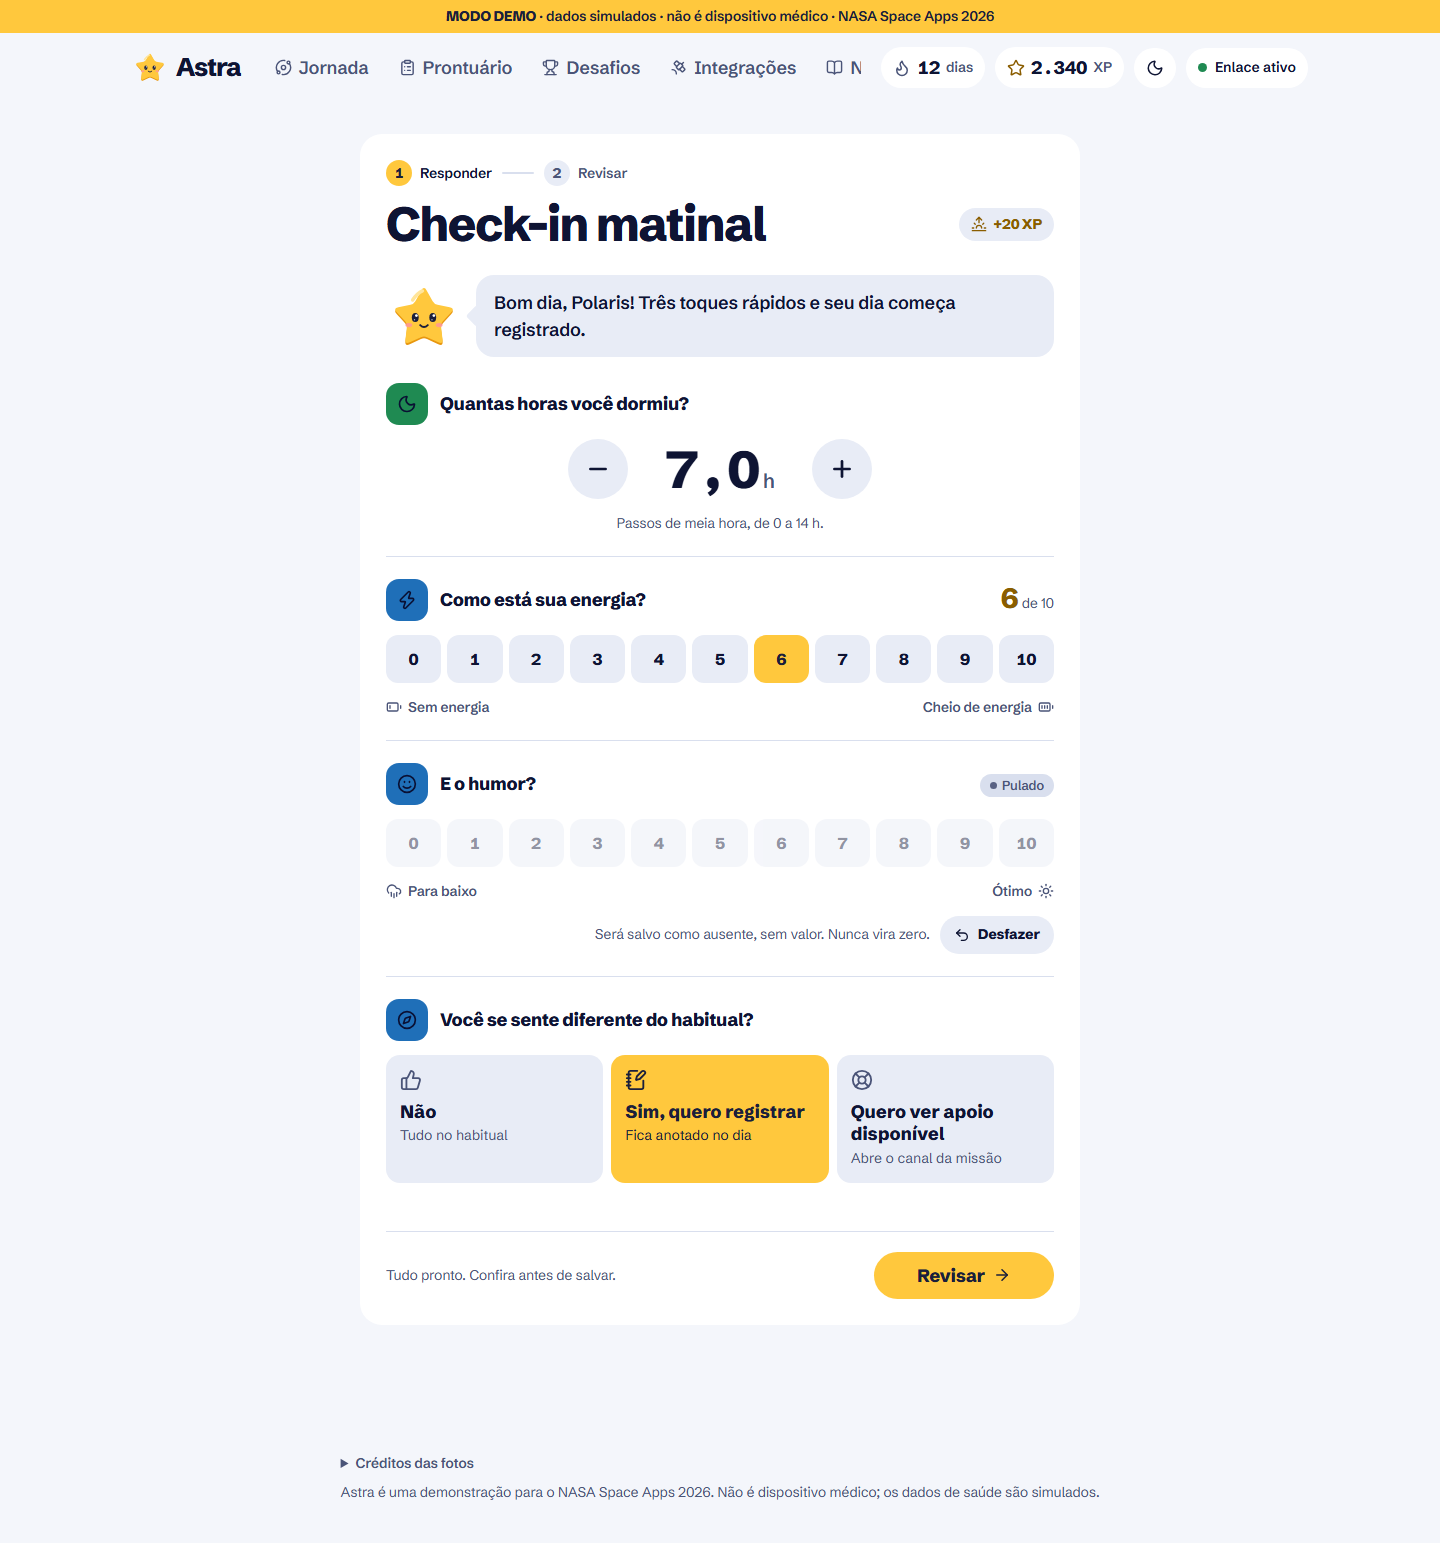 MODO DEMO · dados simulados · não é dispositivo médico · NASA Space Apps 2026
Astra
Jornada
Prontuário
Desafios
Integrações
N
12 dias
2.340 XP
Enlace ativo
1 Responder
2 Revisar
Check-in matinal
+20 XP
Bom dia, Polaris! Três toques rápidos e seu dia começa
registrado.
Quantas horas você dormiu?
7,0 h
Passos de meia hora, de 0 a 14 h.
Como está sua energia?
6 de 10
0 1 2 3 4 5 6 7 8 9 10
Sem energia
Cheio de energia
E o humor?
Pulado
0 1 2 3 4 5 6 7 8 9 10
Para baixo
Ótimo
Será salvo como ausente, sem valor. Nunca vira zero.
Desfazer
Você se sente diferente do habitual?
Não
Tudo no habitual
Sim, quero registrar
Fica anotado no dia
Quero ver apoio
disponível
Abre o canal da missão
Tudo pronto. Confira antes de salvar.
Revisar
Créditos das fotos
Astra é uma demonstração para o NASA Space Apps 2026. Não é dispositivo médico; os dados de saúde são simulados.